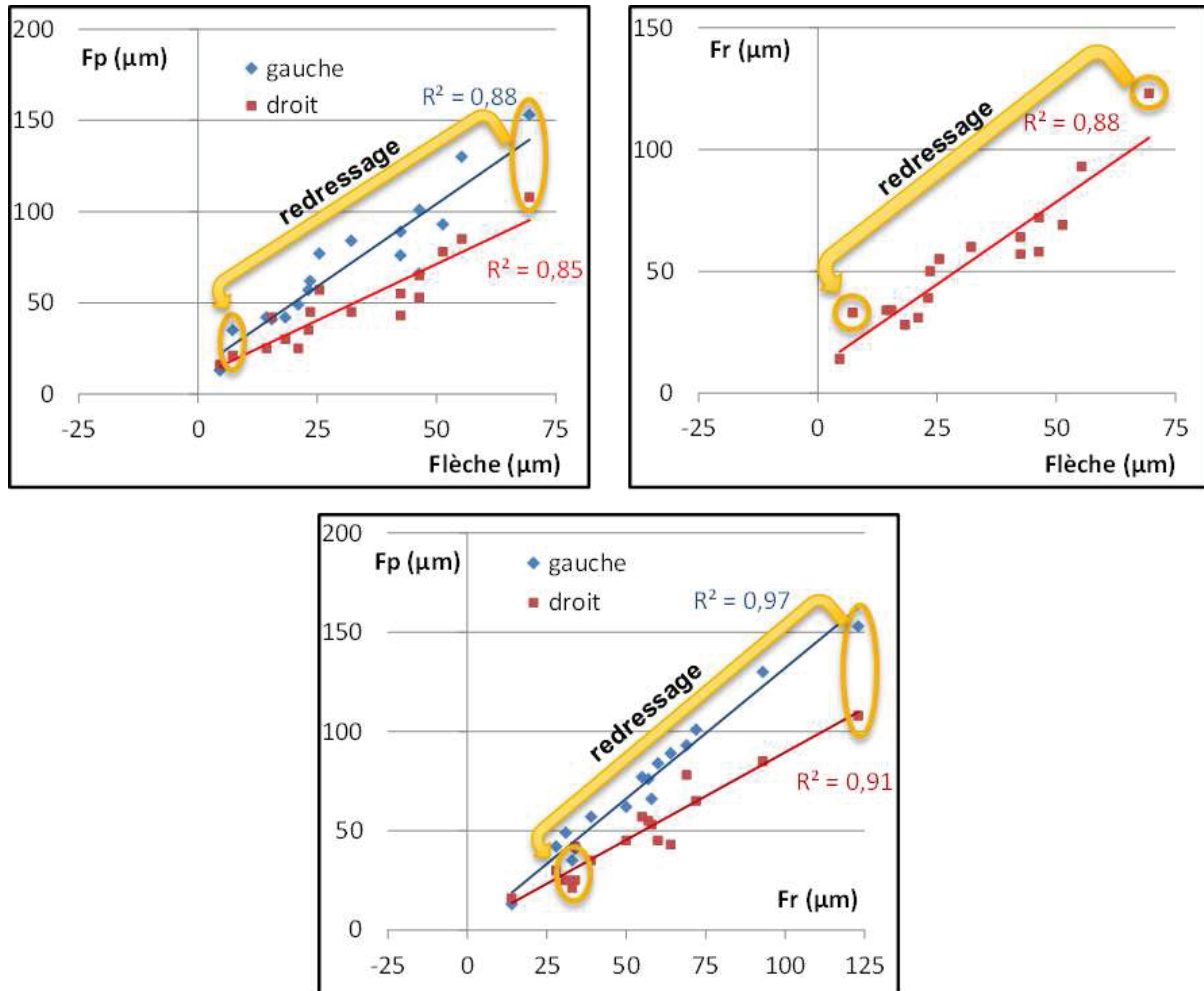 200
Fp (µm)
gauche
droit
R² = 0,88
150
redressage
100
R² = 0,85
50
0
-25 0 25 50 75
Flèche (µm)
150
Fr (µm)
R² = 0,88
redressage
100
50
0
-25 0 25 50 75
Flèche (µm)
200
Fp (µm)
gauche
droit
R² = 0,97
150
redressage
100
R² = 0,91
50
Fr (µm)
0
-25 0 25 50 75 100 125